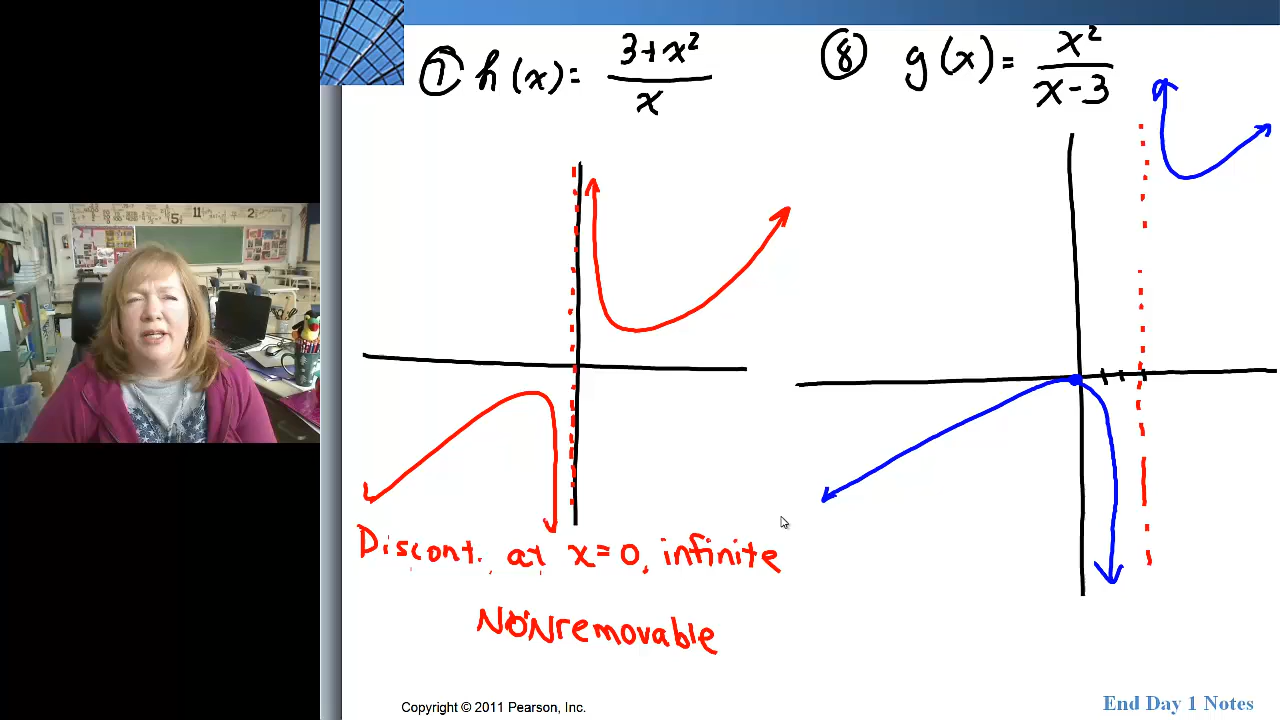 ⑦ h(x) = (3+x²)/x
⑧ g(x) = x²/(x-3)
Discont. at x=0, infinite
NONremovable
Copyright © 2011 Pearson, Inc.
End Day 1 Notes